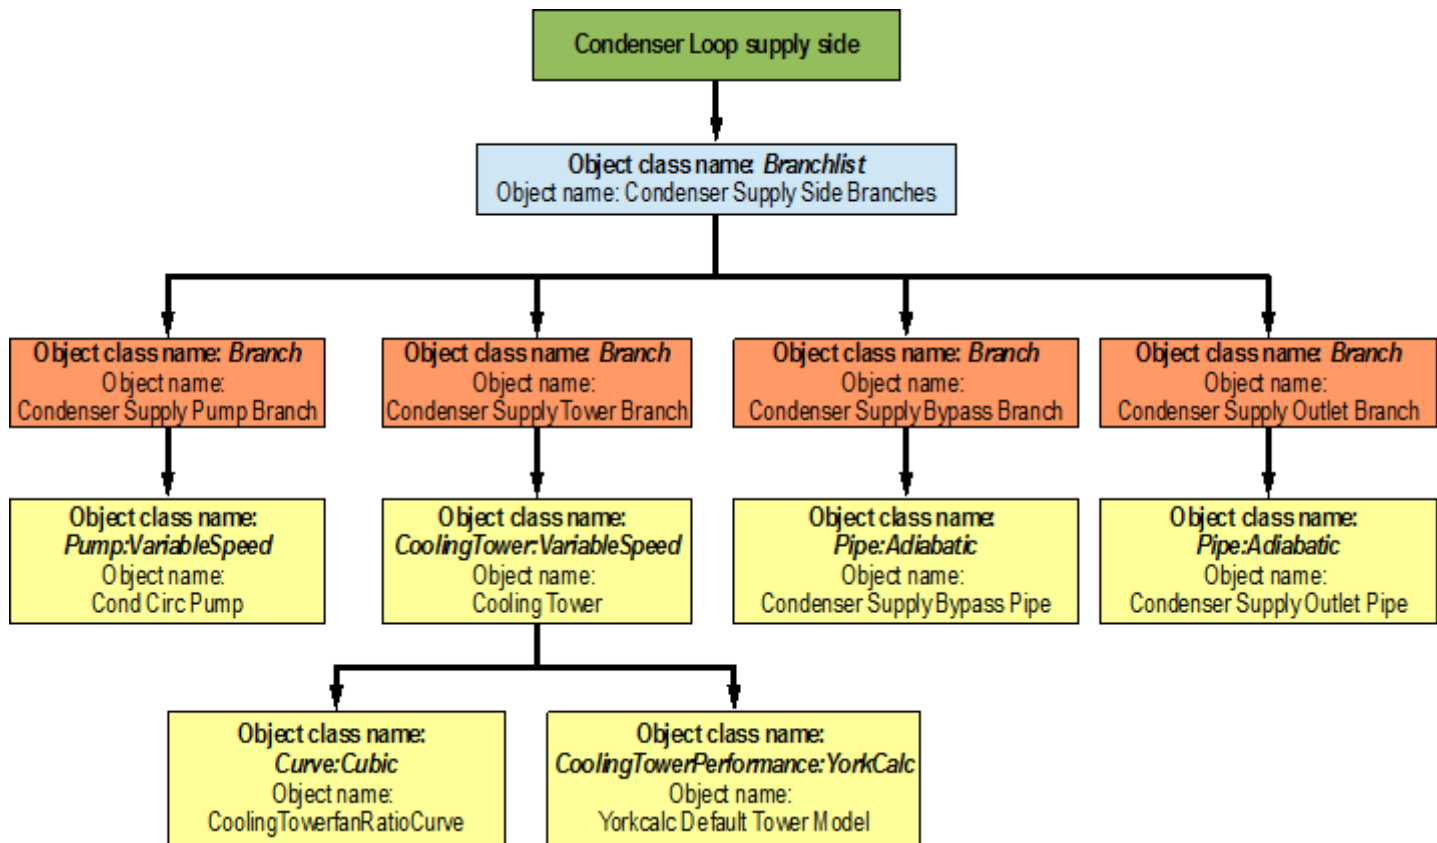 Condenser Loop supply side
Object class name: Branchlist
Object name: Condenser Supply Side Branches
Object class name: Branch
Object name:
Condenser Supply Pump Branch
Object class name: Branch
Object name:
Condenser Supply Tower Branch
Object class name: Branch
Object name:
Condenser Supply Bypass Branch
Object class name: Branch
Object name:
Condenser Supply Outlet Branch
Object class name:
Pump:VariableSpeed
Object name:
Cond Circ Pump
Object class name:
CoolingTower:VariableSpeed
Object name:
Cooling Tower
Object class name:
Pipe:Adiabatic
Object name:
Condenser Supply Bypass Pipe
Object class name:
Pipe:Adiabatic
Object name:
Condenser Supply Outlet Pipe
Object class name:
Curve:Cubic
Object name:
CoolingTowerfanRatioCurve
Object class name:
CoolingTowerPerformance:YorkCalc
Object name:
Yorkcalc Default Tower Model